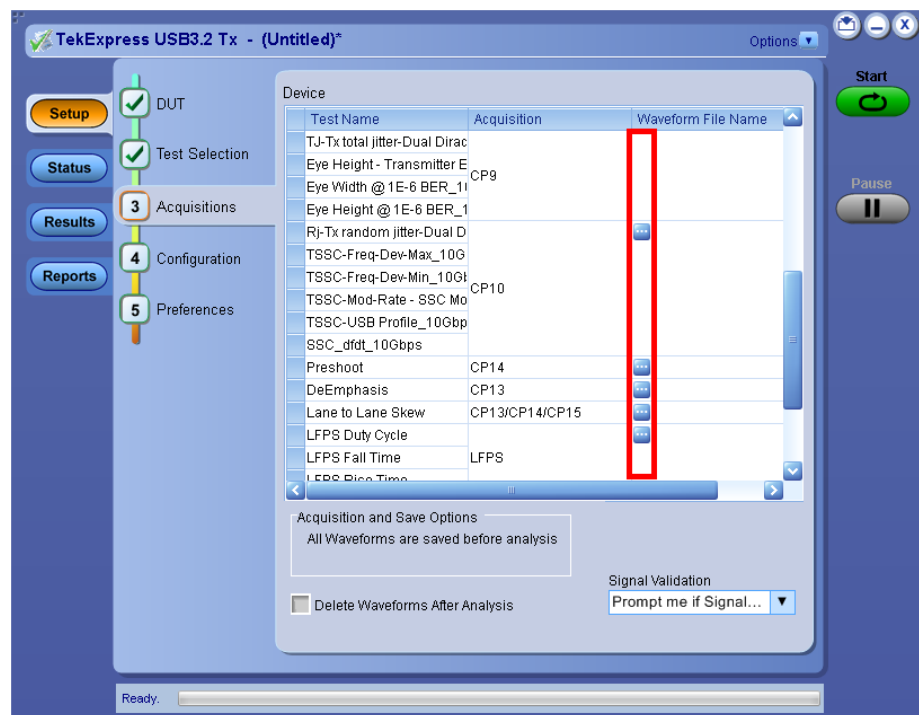 TekExpress USB3.2 Tx - (Untitled)*
Options
Start
Pause
Setup
Status
Results
Reports
DUT
Test Selection
3 Acquisitions
4 Configuration
5 Preferences
Device
Test Name Acquisition Waveform File Name
TJ-Tx total jitter-Dual Dirac
Eye Height - Transmitter E
CP9
Eye Width @ 1E-6 BER_1
Eye Height @ 1E-6 BER_1
Rj-Tx random jitter-Dual D
TSSC-Freq-Dev-Max_10G
TSSC-Freq-Dev-Min_10G
CP10
TSSC-Mod-Rate - SSC Mo
TSSC-USB Profile_10Gbp
SSC_dfdt_10Gbps
Preshoot CP14
DeEmphasis CP13
Lane to Lane Skew CP13/CP14/CP15
LFPS Duty Cycle
LFPS Fall Time LFPS
LFPS Rise Time
Acquisition and Save Options
All Waveforms are saved before analysis
Delete Waveforms After Analysis
Signal Validation
Prompt me if Signal...
Ready.